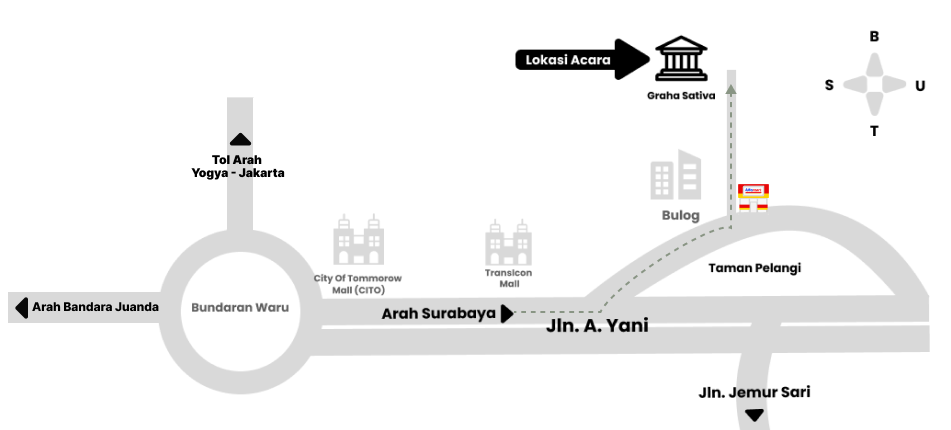 B
Lokasi Acara
S
U
Graha Sativa
T
Tol Arah
Yogya - Jakarta
Alfamart
Bulog
Taman Pelangi
City Of Tommorow
Mall (CITO)
Transicon
Mall
Arah Bandara Juanda
Bundaran Waru
Arah Surabaya
Jln. A. Yani
Jln. Jemur Sari